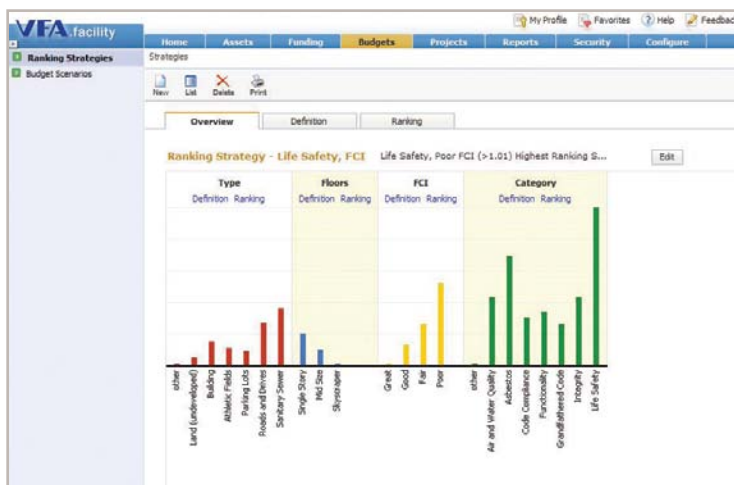 My Profile Favorites Help Feedback
VFA.facility
Home Assets Funding Budgets Projects Reports Security Configure
Ranking Strategies
Budget Scenarios
Strategies
New List Delete Print
Overview Definition Ranking
Ranking Strategy - Life Safety, FCI Life Safety, Poor FCI (>1.01) Highest Ranking S... Edit
Type Floors FCI Category
Definition Ranking Definition Ranking Definition Ranking Definition Ranking
other
Land (undeveloped)
Building
Athletic Fields
Parking Lots
Roads and Drives
Sanitary Sewer
Single Story
Mid Size
Skyscraper
Great
Good
Fair
Poor
other
Air and Water Quality
Asbestos
Code Compliance
Functionality
Grandfathered Code
Integrity
Life Safety